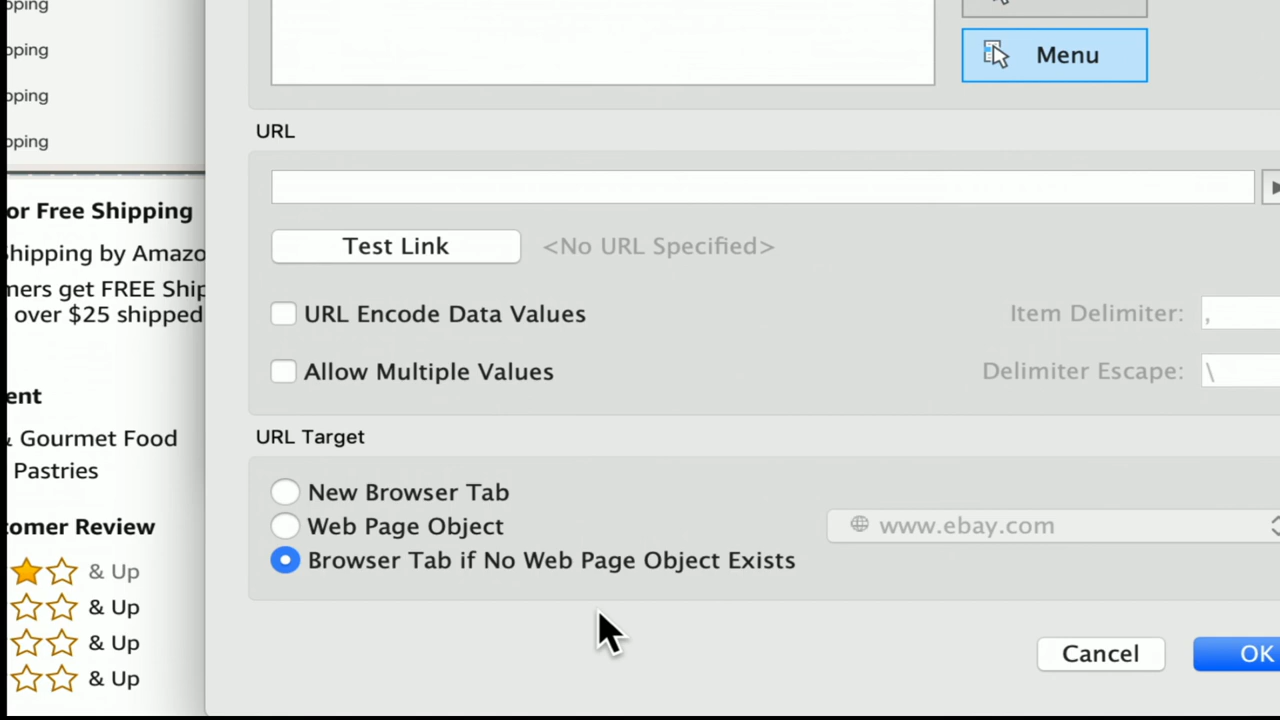 pping
pping
pping
pping
or Free Shipping
Shipping by Amazo
mers get FREE Ship
over $25 shipped
ent
& Gourmet Food
Pastries
tomer Review
& Up
& Up
& Up
& Up
Menu
URL
Test Link <No URL Specified>
URL Encode Data Values Item Delimiter: ,
Allow Multiple Values Delimiter Escape: \
URL Target
New Browser Tab
Web Page Object www.ebay.com
Browser Tab if No Web Page Object Exists
Cancel OK